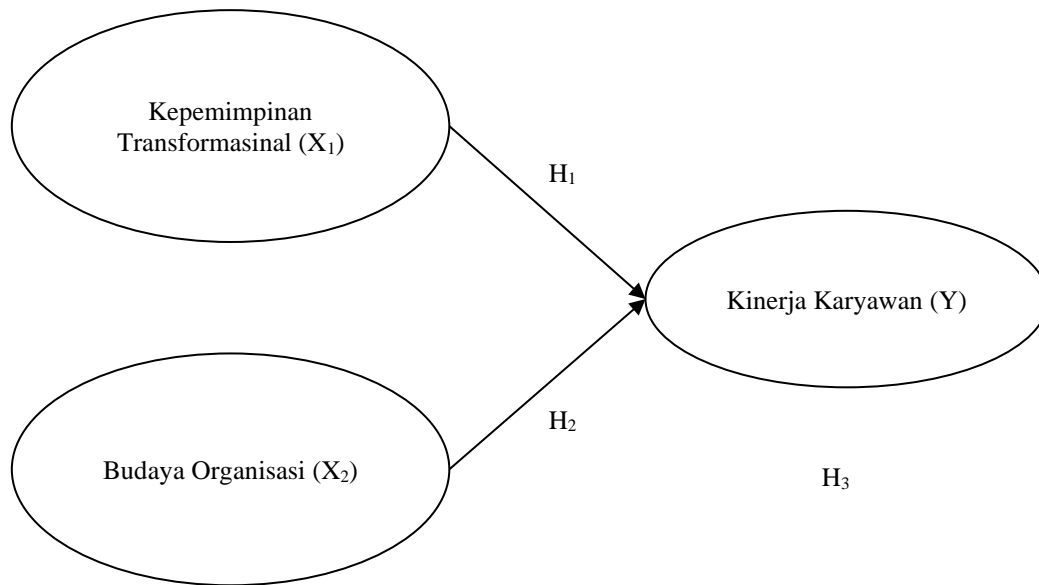 Kepemimpinan
Transformasinal (X₁)
H₁
Kinerja Karyawan (Y)
H₂
Budaya Organisasi (X₂)
H₃